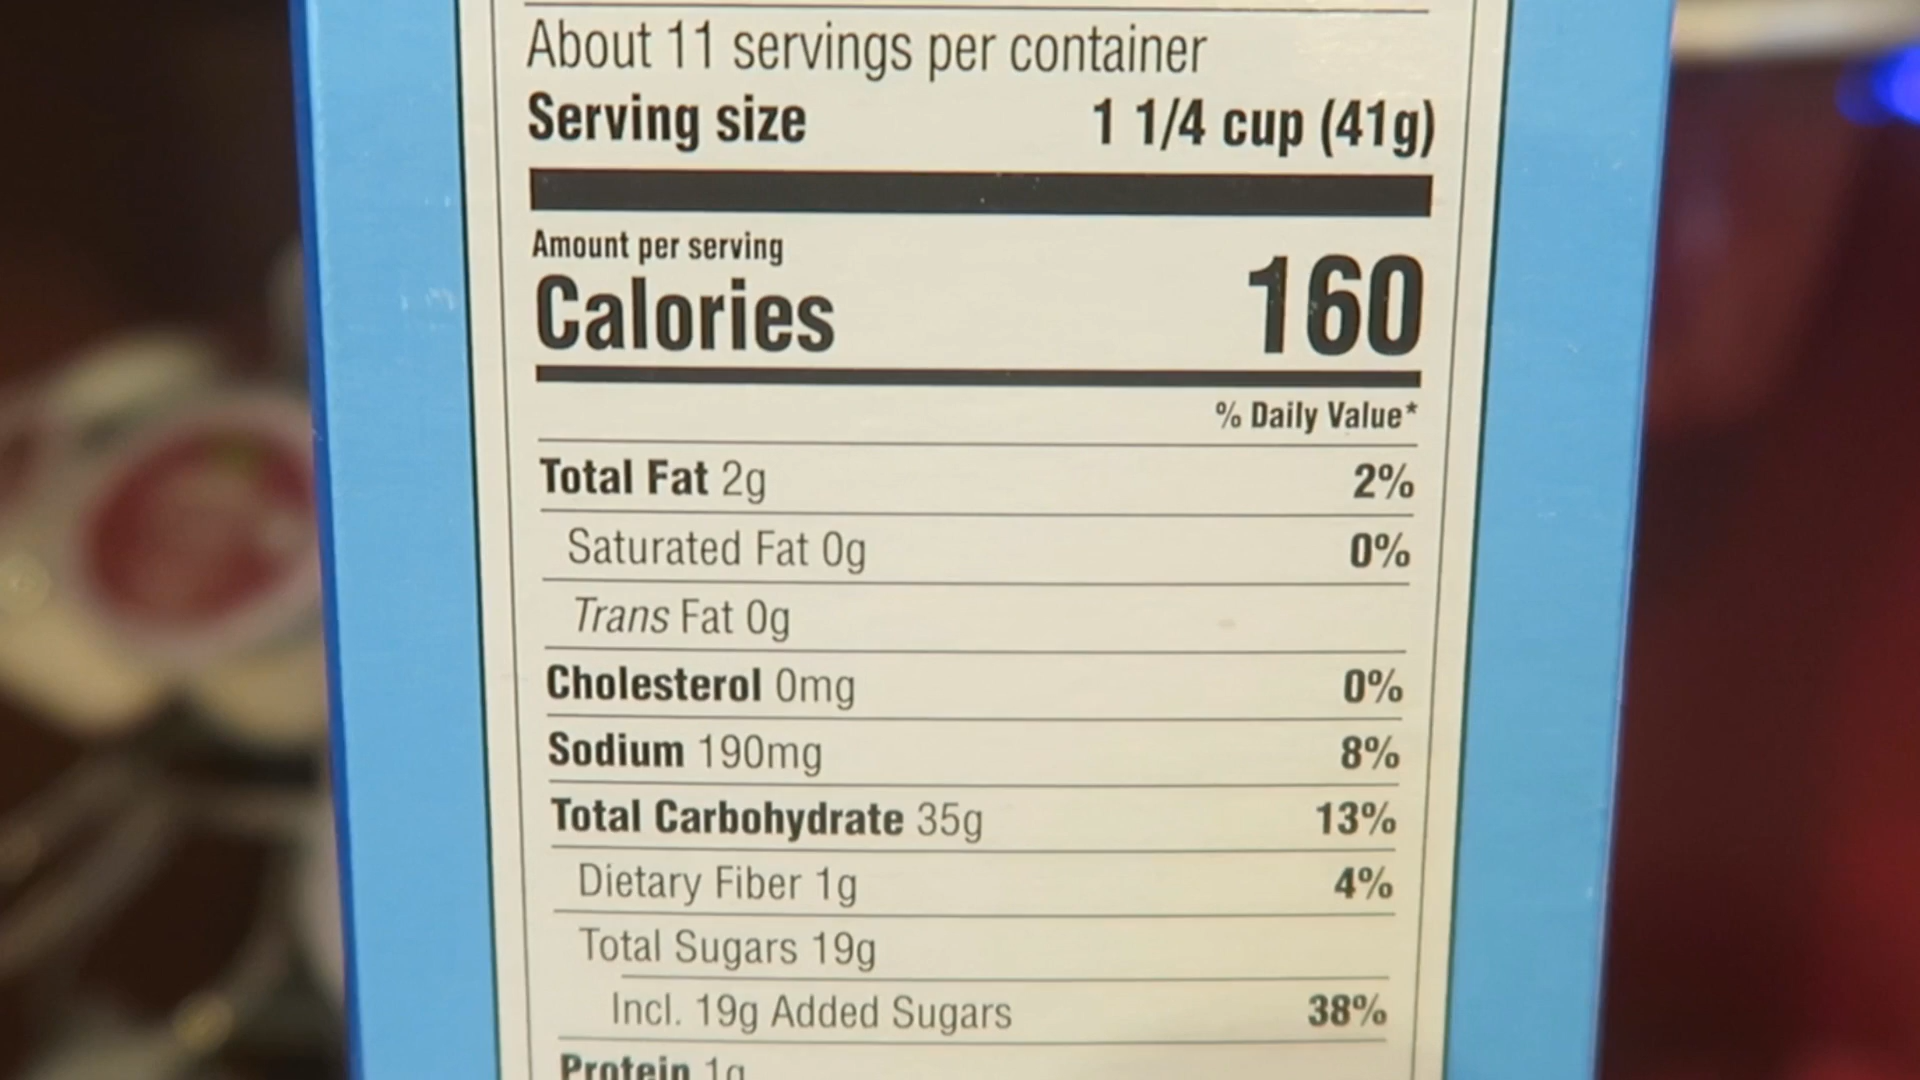 About 11 servings per container
Serving size 1 1/4 cup (41g)
Amount per serving
Calories 160
% Daily Value*
Total Fat 2g 2%
Saturated Fat 0g 0%
Trans Fat 0g
Cholesterol 0mg 0%
Sodium 190mg 8%
Total Carbohydrate 35g 13%
Dietary Fiber 1g 4%
Total Sugars 19g
Incl. 19g Added Sugars 38%
Protein 1g